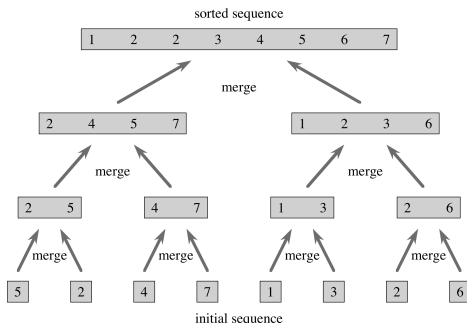 sorted sequence
1 2 2 3 4 5 6 7
merge
2 4 5 7 1 2 3 6
merge merge
2 5 4 7 1 3 2 6
merge merge merge merge
5 2 4 7 1 3 2 6
initial sequence